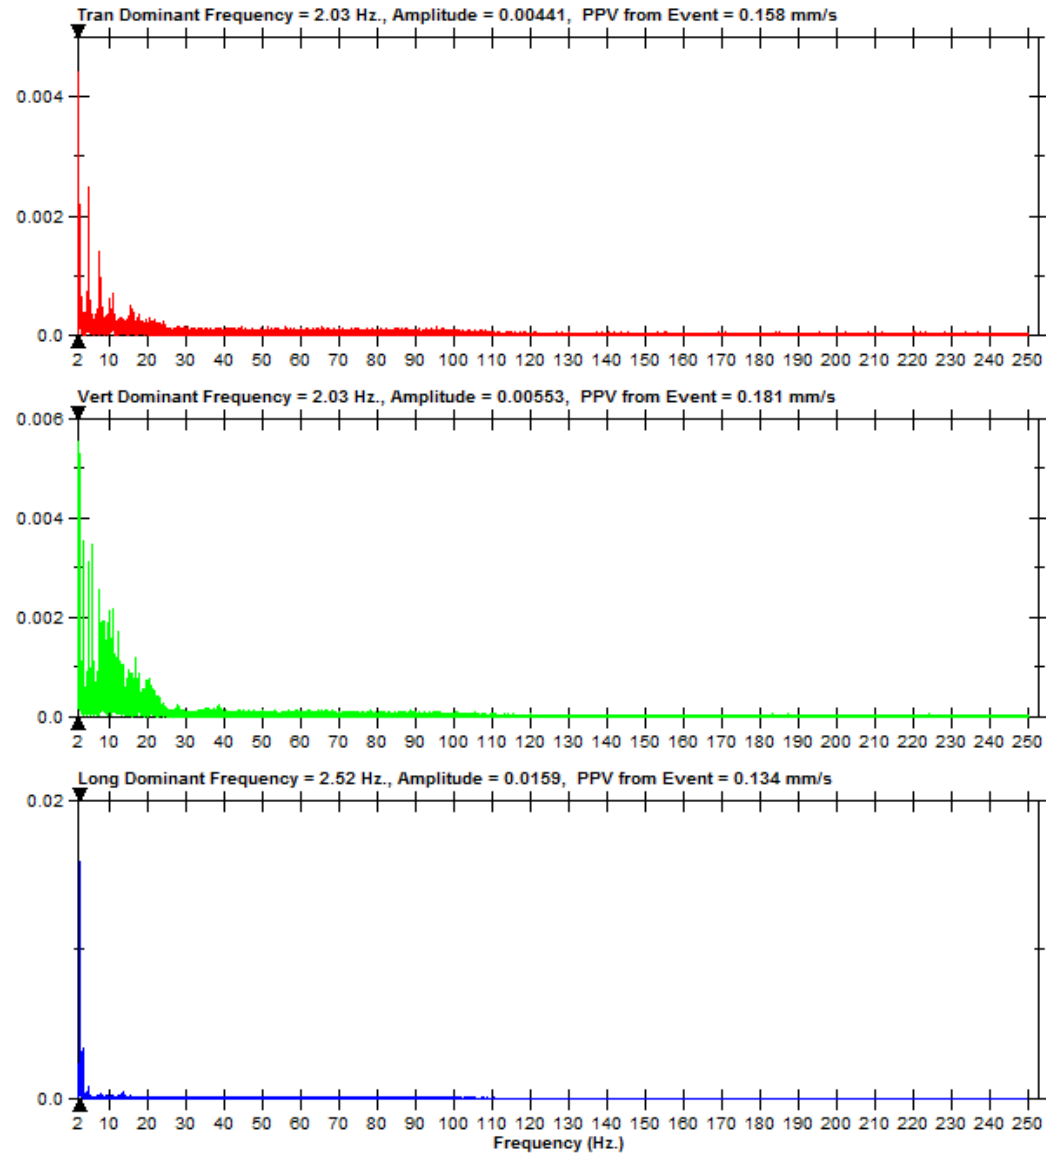 Tran Dominant Frequency = 2.03 Hz., Amplitude = 0.00441, PPV from Event = 0.158 mm/s
0.004
0.002
0.0
2 10 20 30 40 50 60 70 80 90 100 110 120 130 140 150 160 170 180 190 200 210 220 230 240 250
Vert Dominant Frequency = 2.03 Hz., Amplitude = 0.00553, PPV from Event = 0.181 mm/s
0.006
0.004
0.002
0.0
2 10 20 30 40 50 60 70 80 90 100 110 120 130 140 150 160 170 180 190 200 210 220 230 240 250
Long Dominant Frequency = 2.52 Hz., Amplitude = 0.0159, PPV from Event = 0.134 mm/s
0.02
0.0
2 10 20 30 40 50 60 70 80 90 100 110 120 130 140 150 160 170 180 190 200 210 220 230 240 250
Frequency (Hz.)